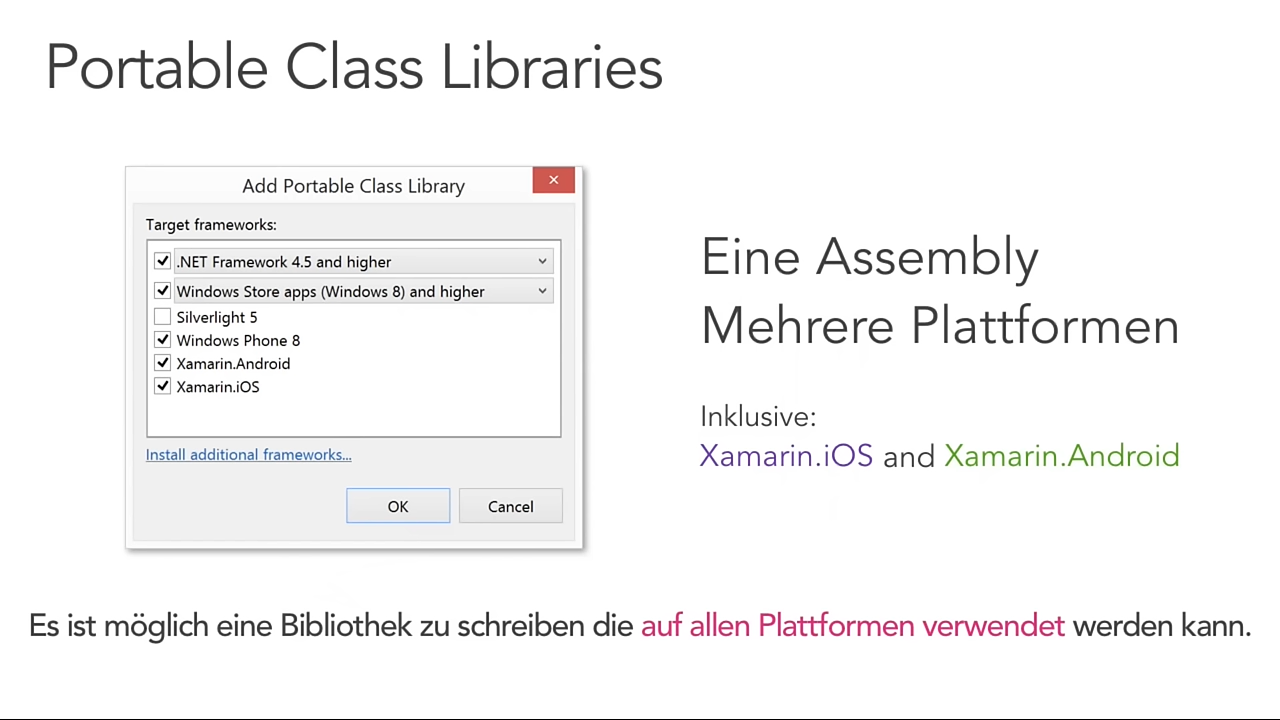 Portable Class Libraries
Add Portable Class Library
Target frameworks:
.NET Framework 4.5 and higher
Windows Store apps (Windows 8) and higher
Silverlight 5
Windows Phone 8
Xamarin.Android
Xamarin.iOS
Install additional frameworks...
OK
Cancel
Eine Assembly
Mehrere Plattformen
Inklusive:
Xamarin.iOS and Xamarin.Android
Es ist möglich eine Bibliothek zu schreiben die auf allen Plattformen verwendet werden kann.